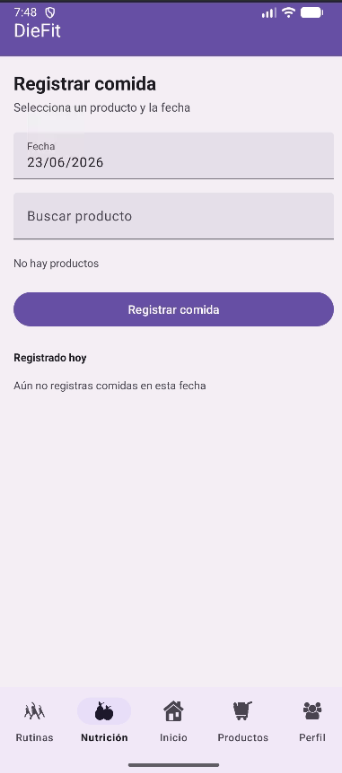 7:48
DieFit
Registrar comida
Selecciona un producto y la fecha
Fecha
23/06/2026
Buscar producto
No hay productos
Registrar comida
Registrado hoy
Aún no registras comidas en esta fecha
Rutinas Nutrición Inicio Productos Perfil